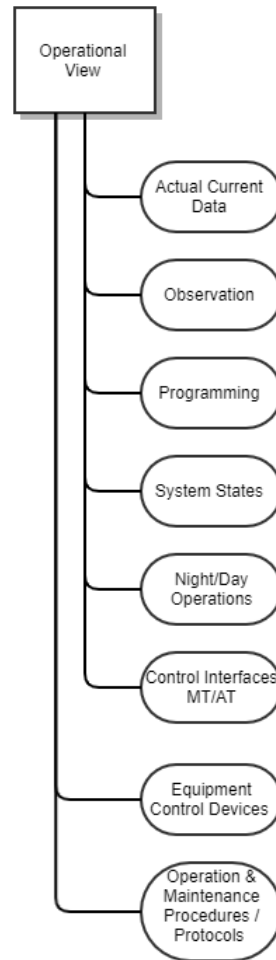 Operational
View
Actual Current
Data
Observation
Programming
System States
Night/Day
Operations
Control Interfaces
MT/AT
Equipment
Control Devices
Operation &
Maintenance
Procedures /
Protocols